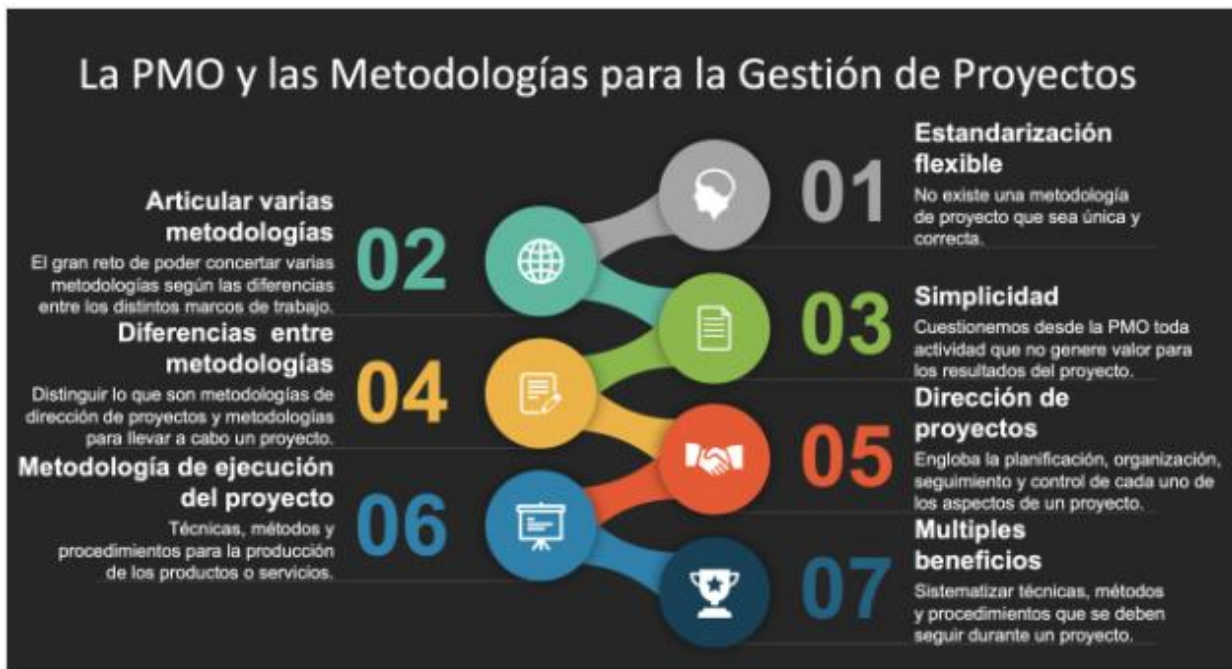 La PMO y las Metodologías para la Gestión de Proyectos
01
Estandarización
flexible
No existe una metodología
de proyecto que sea única y
correcta.
Articular varias
metodologías
02
El gran reto de poder concertar varias
metodologías según las diferencias
entre los distintos marcos de trabajo.
03
Simplicidad
Cuestionemos desde la PMO toda
actividad que no genere valor para
los resultados del proyecto.
Diferencias entre
metodologías
04
Distinguir lo que son metodologías de
dirección de proyectos y metodologías
para llevar a cabo un proyecto.
05
Dirección de
proyectos
Engloba la planificación, organización,
seguimiento y control de cada uno de
los aspectos de un proyecto.
Metodología de ejecución
del proyecto
06
Técnicas, métodos y
procedimientos para la producción
de los productos o servicios.
07
Multiples
beneficios
Sistematizar técnicas, métodos
y procedimientos que se deben
seguir durante un proyecto.